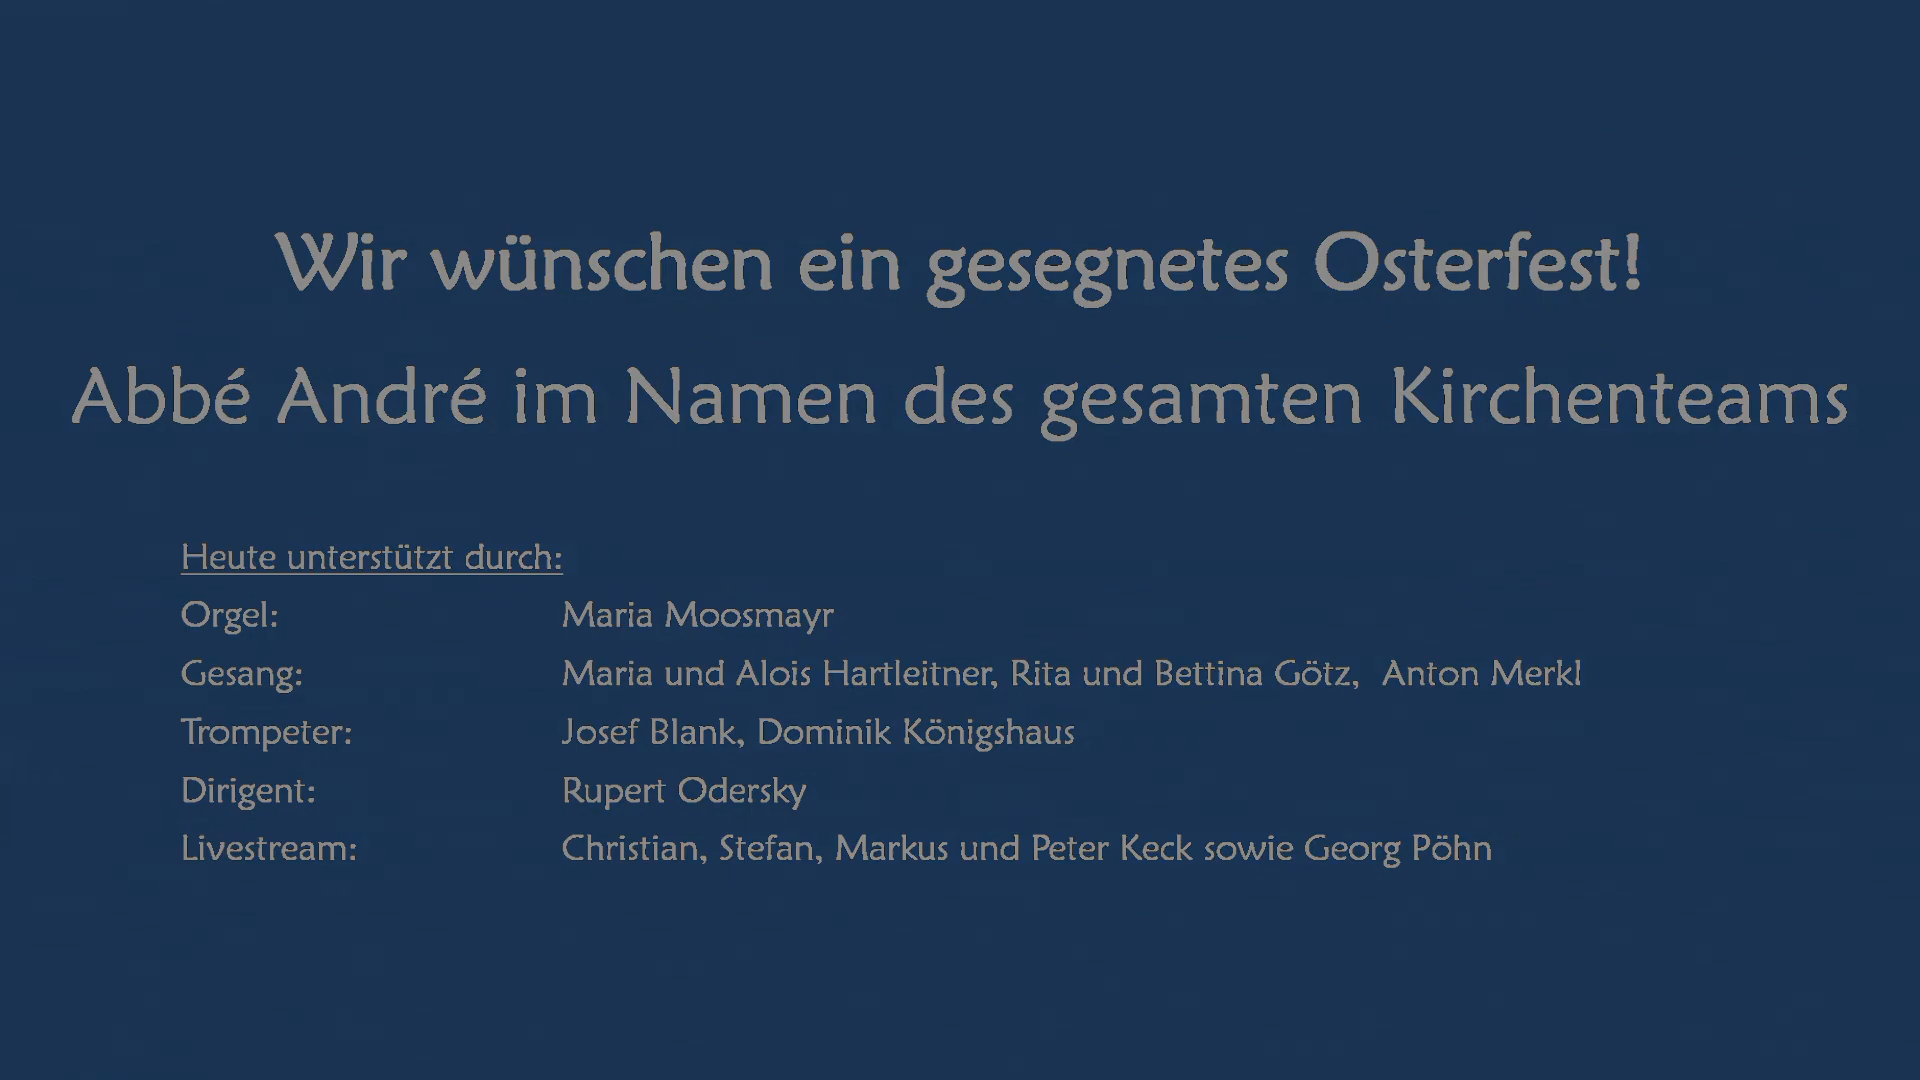 Wir wünschen ein gesegnetes Osterfest!
Abbé André im Namen des gesamten Kirchenteams
Heute unterstützt durch:
Orgel: Maria Moosmayr
Gesang: Maria und Alois Hartleitner, Rita und Bettina Götz, Anton Merkl
Trompeter: Josef Blank, Dominik Königshaus
Dirigent: Rupert Odersky
Livestream: Christian, Stefan, Markus und Peter Keck sowie Georg Pöhn